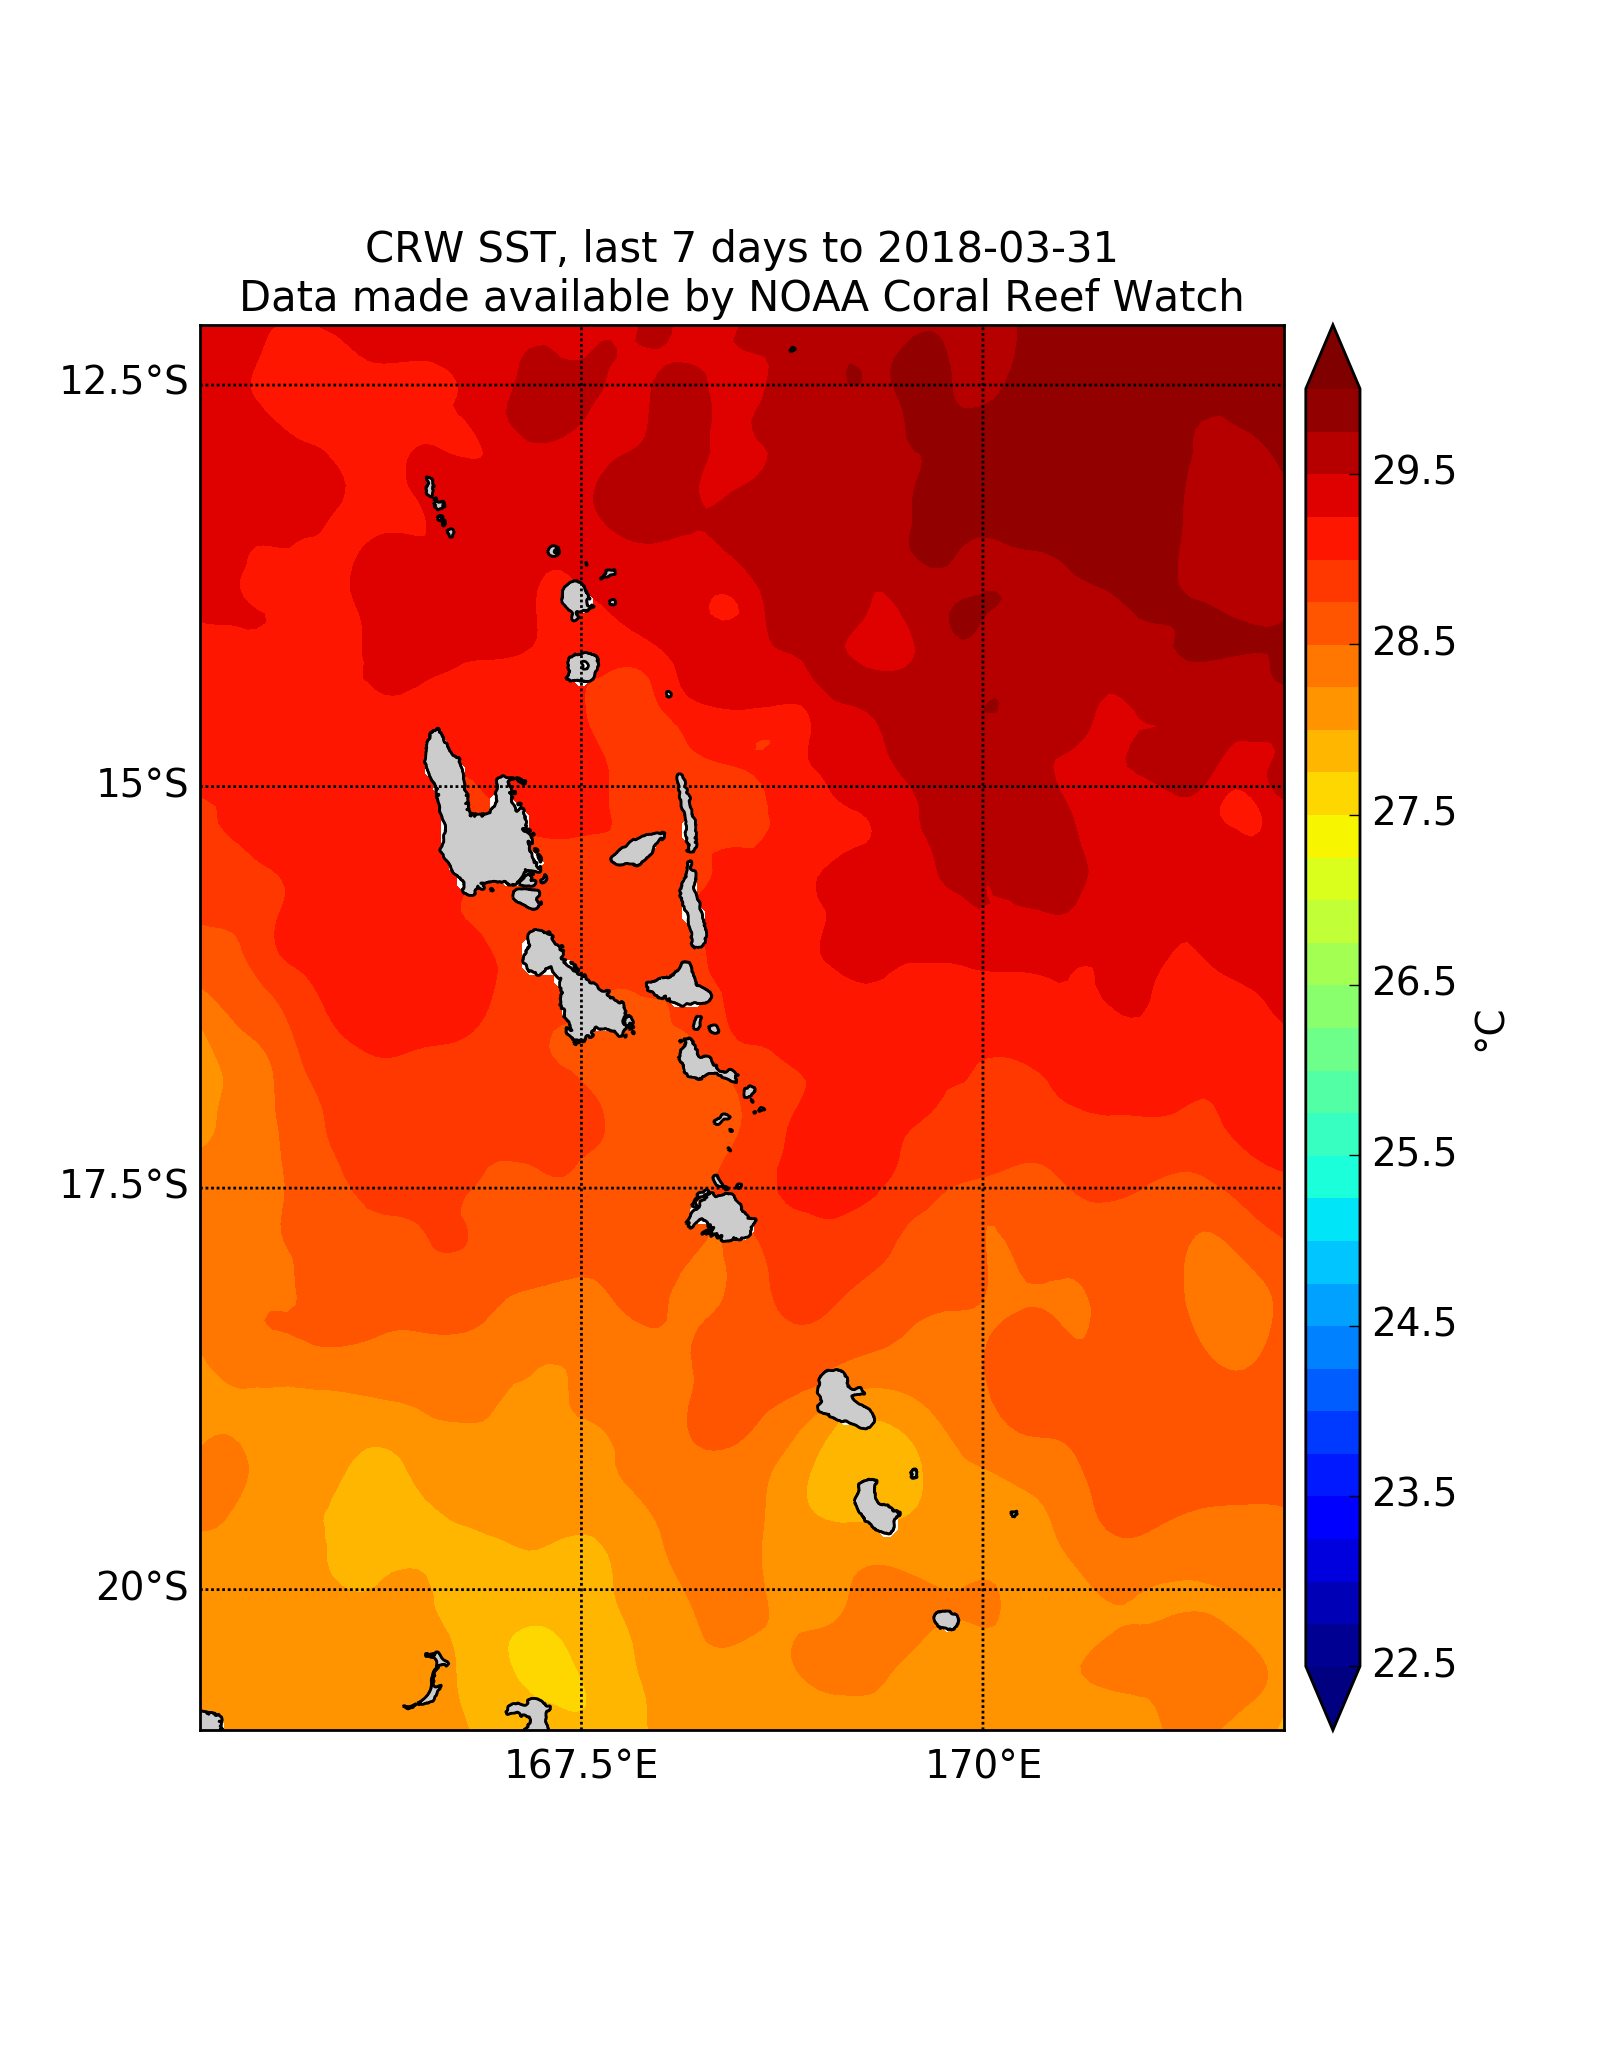 CRW SST, last 7 days to 2018-03-31
Data made available by NOAA Coral Reef Watch
12.5°S
15°S
17.5°S
20°S
167.5°E
170°E
29.5
28.5
27.5
26.5
25.5
24.5
23.5
22.5
°C